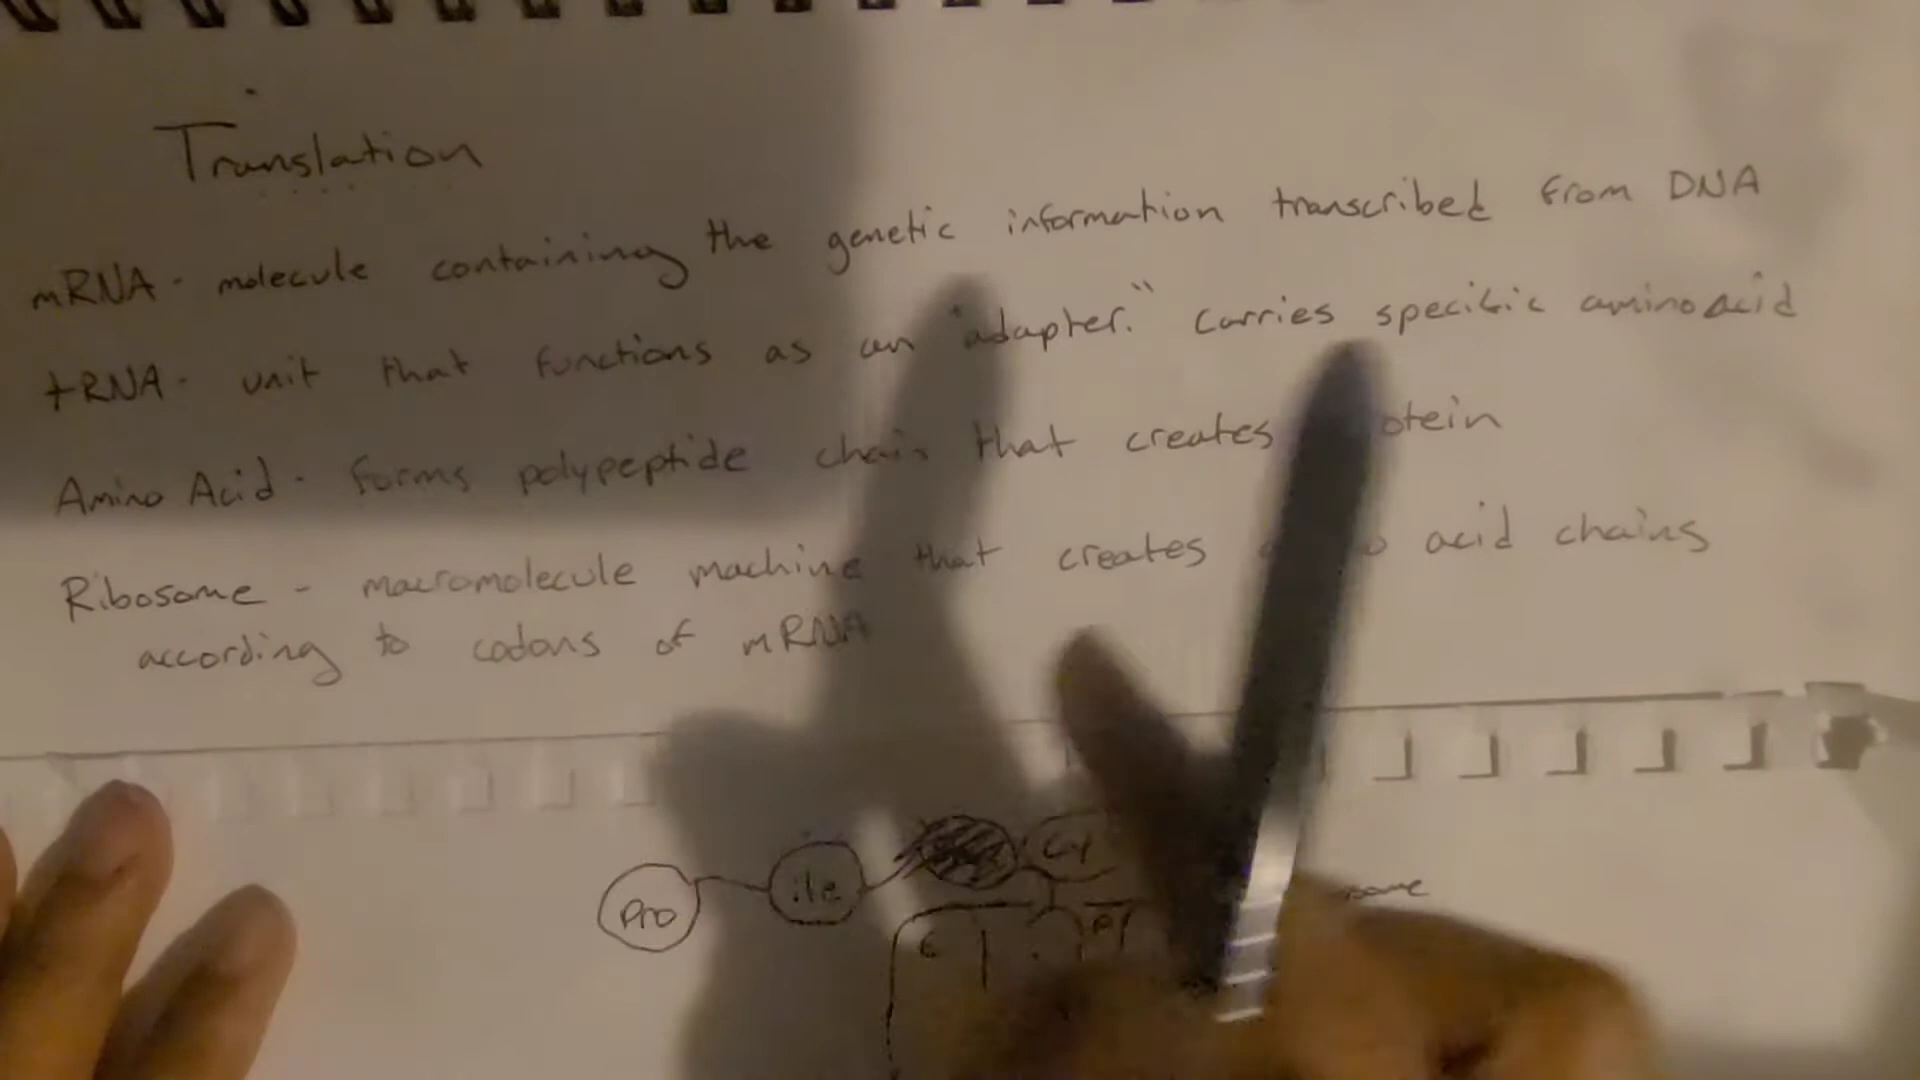 Translation
mRNA - molecule containing the genetic information transcribed from DNA
tRNA - unit that functions as an "adapter." Carries specific amino acid
Amino Acid - forms polypeptide chain that creates
Ribosome - macromolecule machine that creates acid chains
according to codons of mRNA
Pro
ile
Cy
E